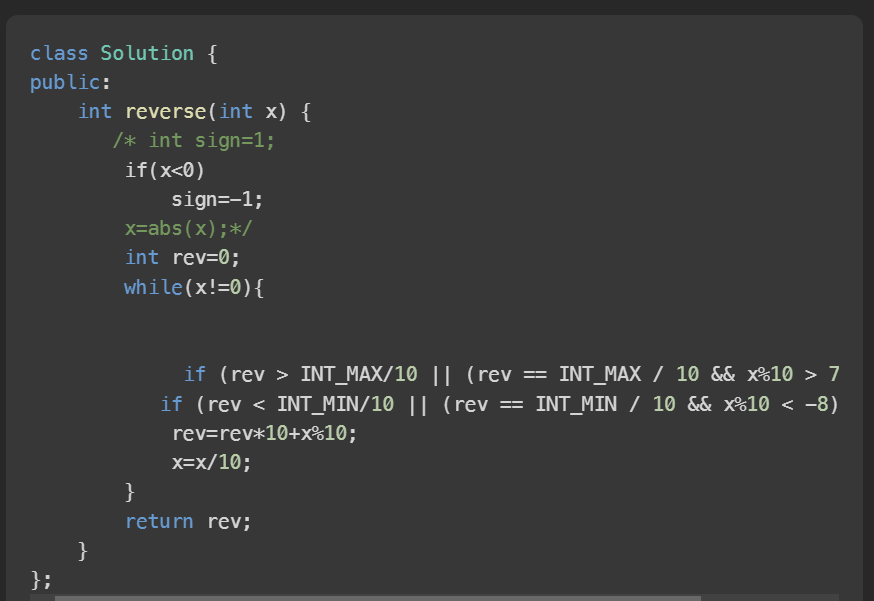 class Solution {
public:
    int reverse(int x) {
       /* int sign=1;
        if(x<0)
            sign=-1;
        x=abs(x);*/
        int rev=0;
        while(x!=0){
             if (rev > INT_MAX/10 || (rev == INT_MAX / 10 && x%10 > 7
           if (rev < INT_MIN/10 || (rev == INT_MIN / 10 && x%10 < -8)
            rev=rev*10+x%10;
            x=x/10;
        }
        return rev;
    }
};